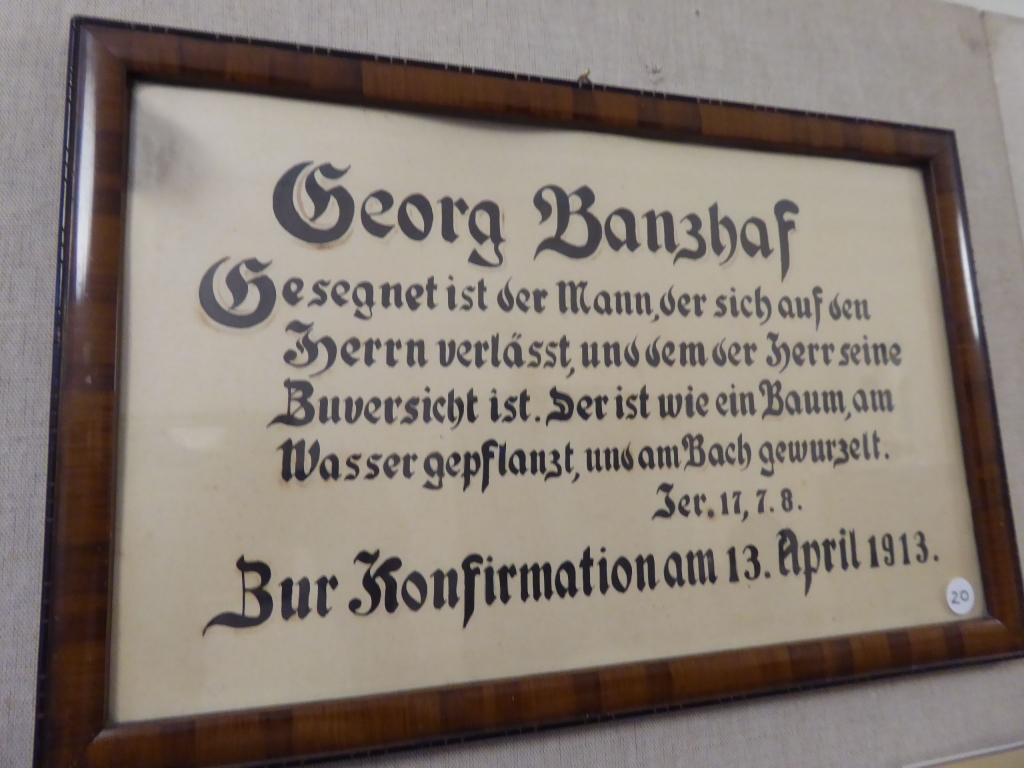 Georg Banzhaf
Gesegnet ist der Mann, der sich auf den
Herrn verlässt, und dem der Herr seine
Zuversicht ist. Der ist wie ein Baum, am
Wasser gepflanzt, und am Bach gewurzelt.
Jer. 17, 7. 8.
Zur Konfirmation am 13. April 1913.
20